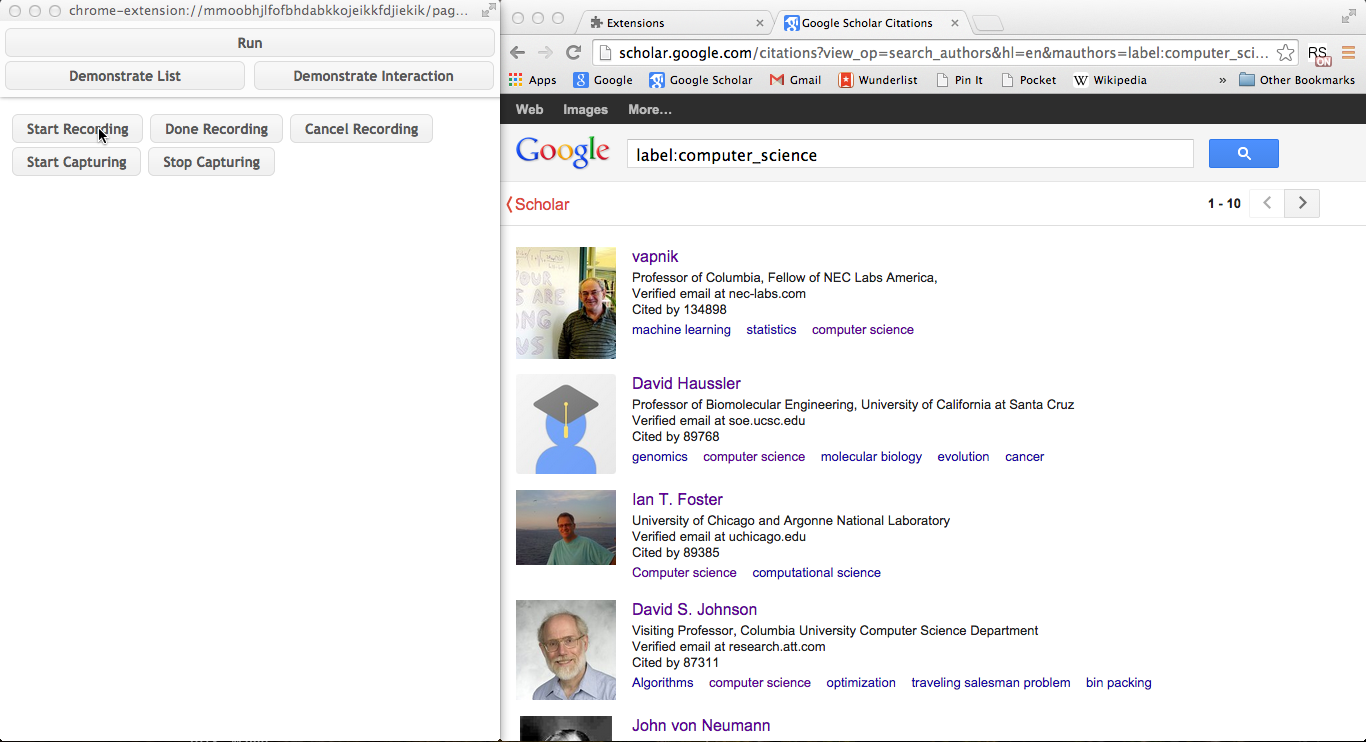 chrome-extension://mmoobhjlfofbhdabkkojeikkfdjiekik/pag...
Run
Demonstrate List Demonstrate Interaction
Start Recording Done Recording Cancel Recording
Start Capturing Stop Capturing
Extensions Google Scholar Citations
scholar.google.com/citations?view_op=search_authors&hl=en&mauthors=label:computer_sci... RS ON
Apps Google Google Scholar Gmail Wunderlist Pin It Pocket Wikipedia » Other Bookmarks
Web Images More...
Google label:computer_science
Scholar 1 - 10
vapnik
Professor of Columbia, Fellow of NEC Labs America,
Verified email at nec-labs.com
Cited by 134898
machine learning statistics computer science
David Haussler
Professor of Biomolecular Engineering, University of California at Santa Cruz
Verified email at soe.ucsc.edu
Cited by 89768
genomics computer science molecular biology evolution cancer
Ian T. Foster
University of Chicago and Argonne National Laboratory
Verified email at uchicago.edu
Cited by 89385
Computer science computational science
David S. Johnson
Visiting Professor, Columbia University Computer Science Department
Verified email at research.att.com
Cited by 87311
Algorithms computer science optimization traveling salesman problem bin packing
John von Neumann